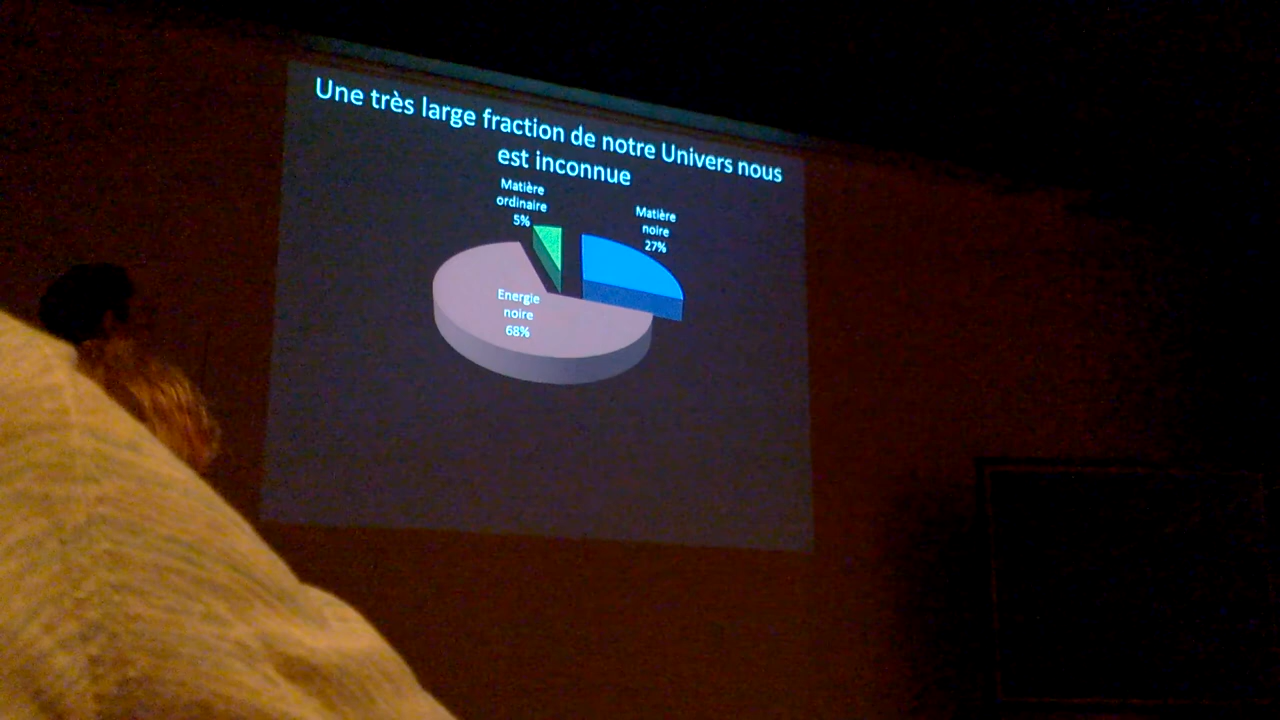 Une très large fraction de notre Univers nous
est inconnue
Matière
ordinaire
5%
Matière
noire
27%
Energie
noire
68%